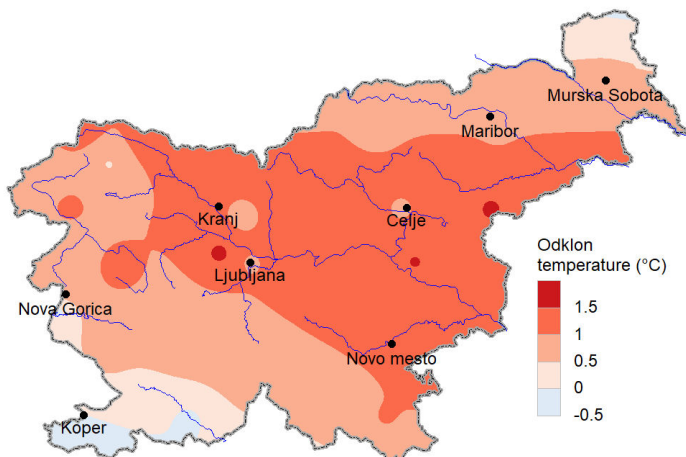 Murska Sobota
Maribor
Kranj
Celje
Ljubljana
Nova Gorica
Novo mesto
Koper
Odklon
temperature (°C)
1.5
1
0.5
0
-0.5